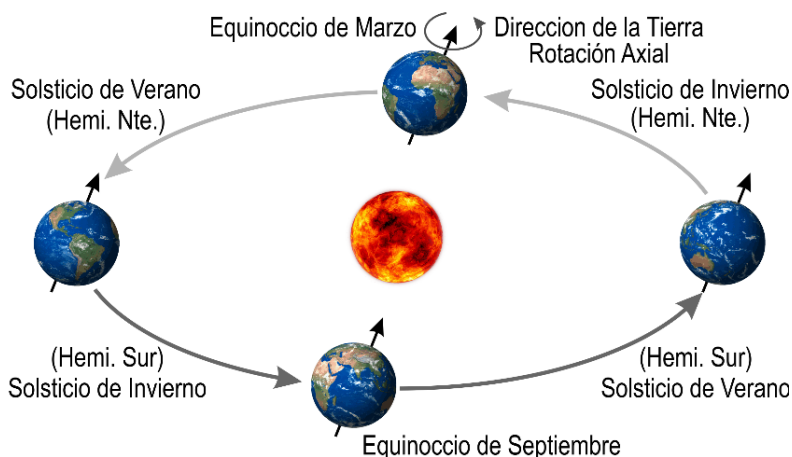 Equinoccio de Marzo
Direccion de la Tierra
Rotación Axial
Solsticio de Verano
(Hemi. Nte.)
Solsticio de Invierno
(Hemi. Nte.)
(Hemi. Sur)
Solsticio de Invierno
(Hemi. Sur)
Solsticio de Verano
Equinoccio de Septiembre